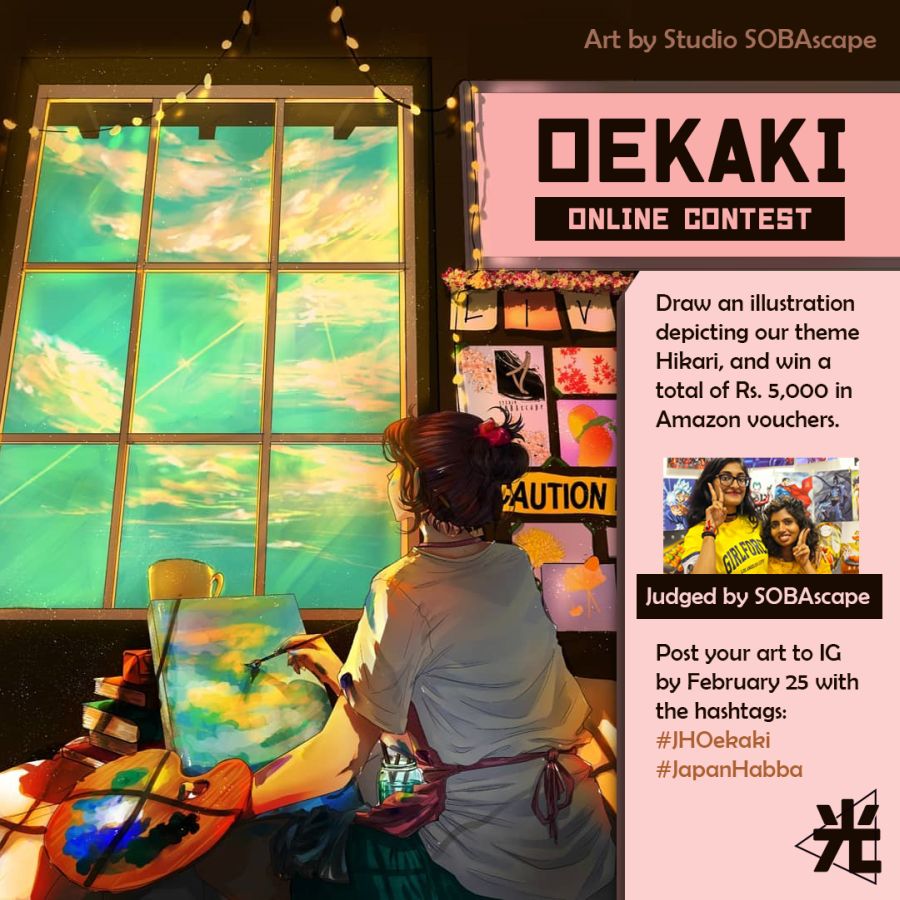 Art by Studio SOBAscape
OEKAKI
ONLINE CONTEST
Draw an illustration
depicting our theme
Hikari, and win a
total of Rs. 5,000 in
Amazon vouchers.
L I V
CAUTION
GIRLFORCE
Judged by SOBAscape
Post your art to IG
by February 25 with
the hashtags:
#JHOekaki
#JapanHabba
光